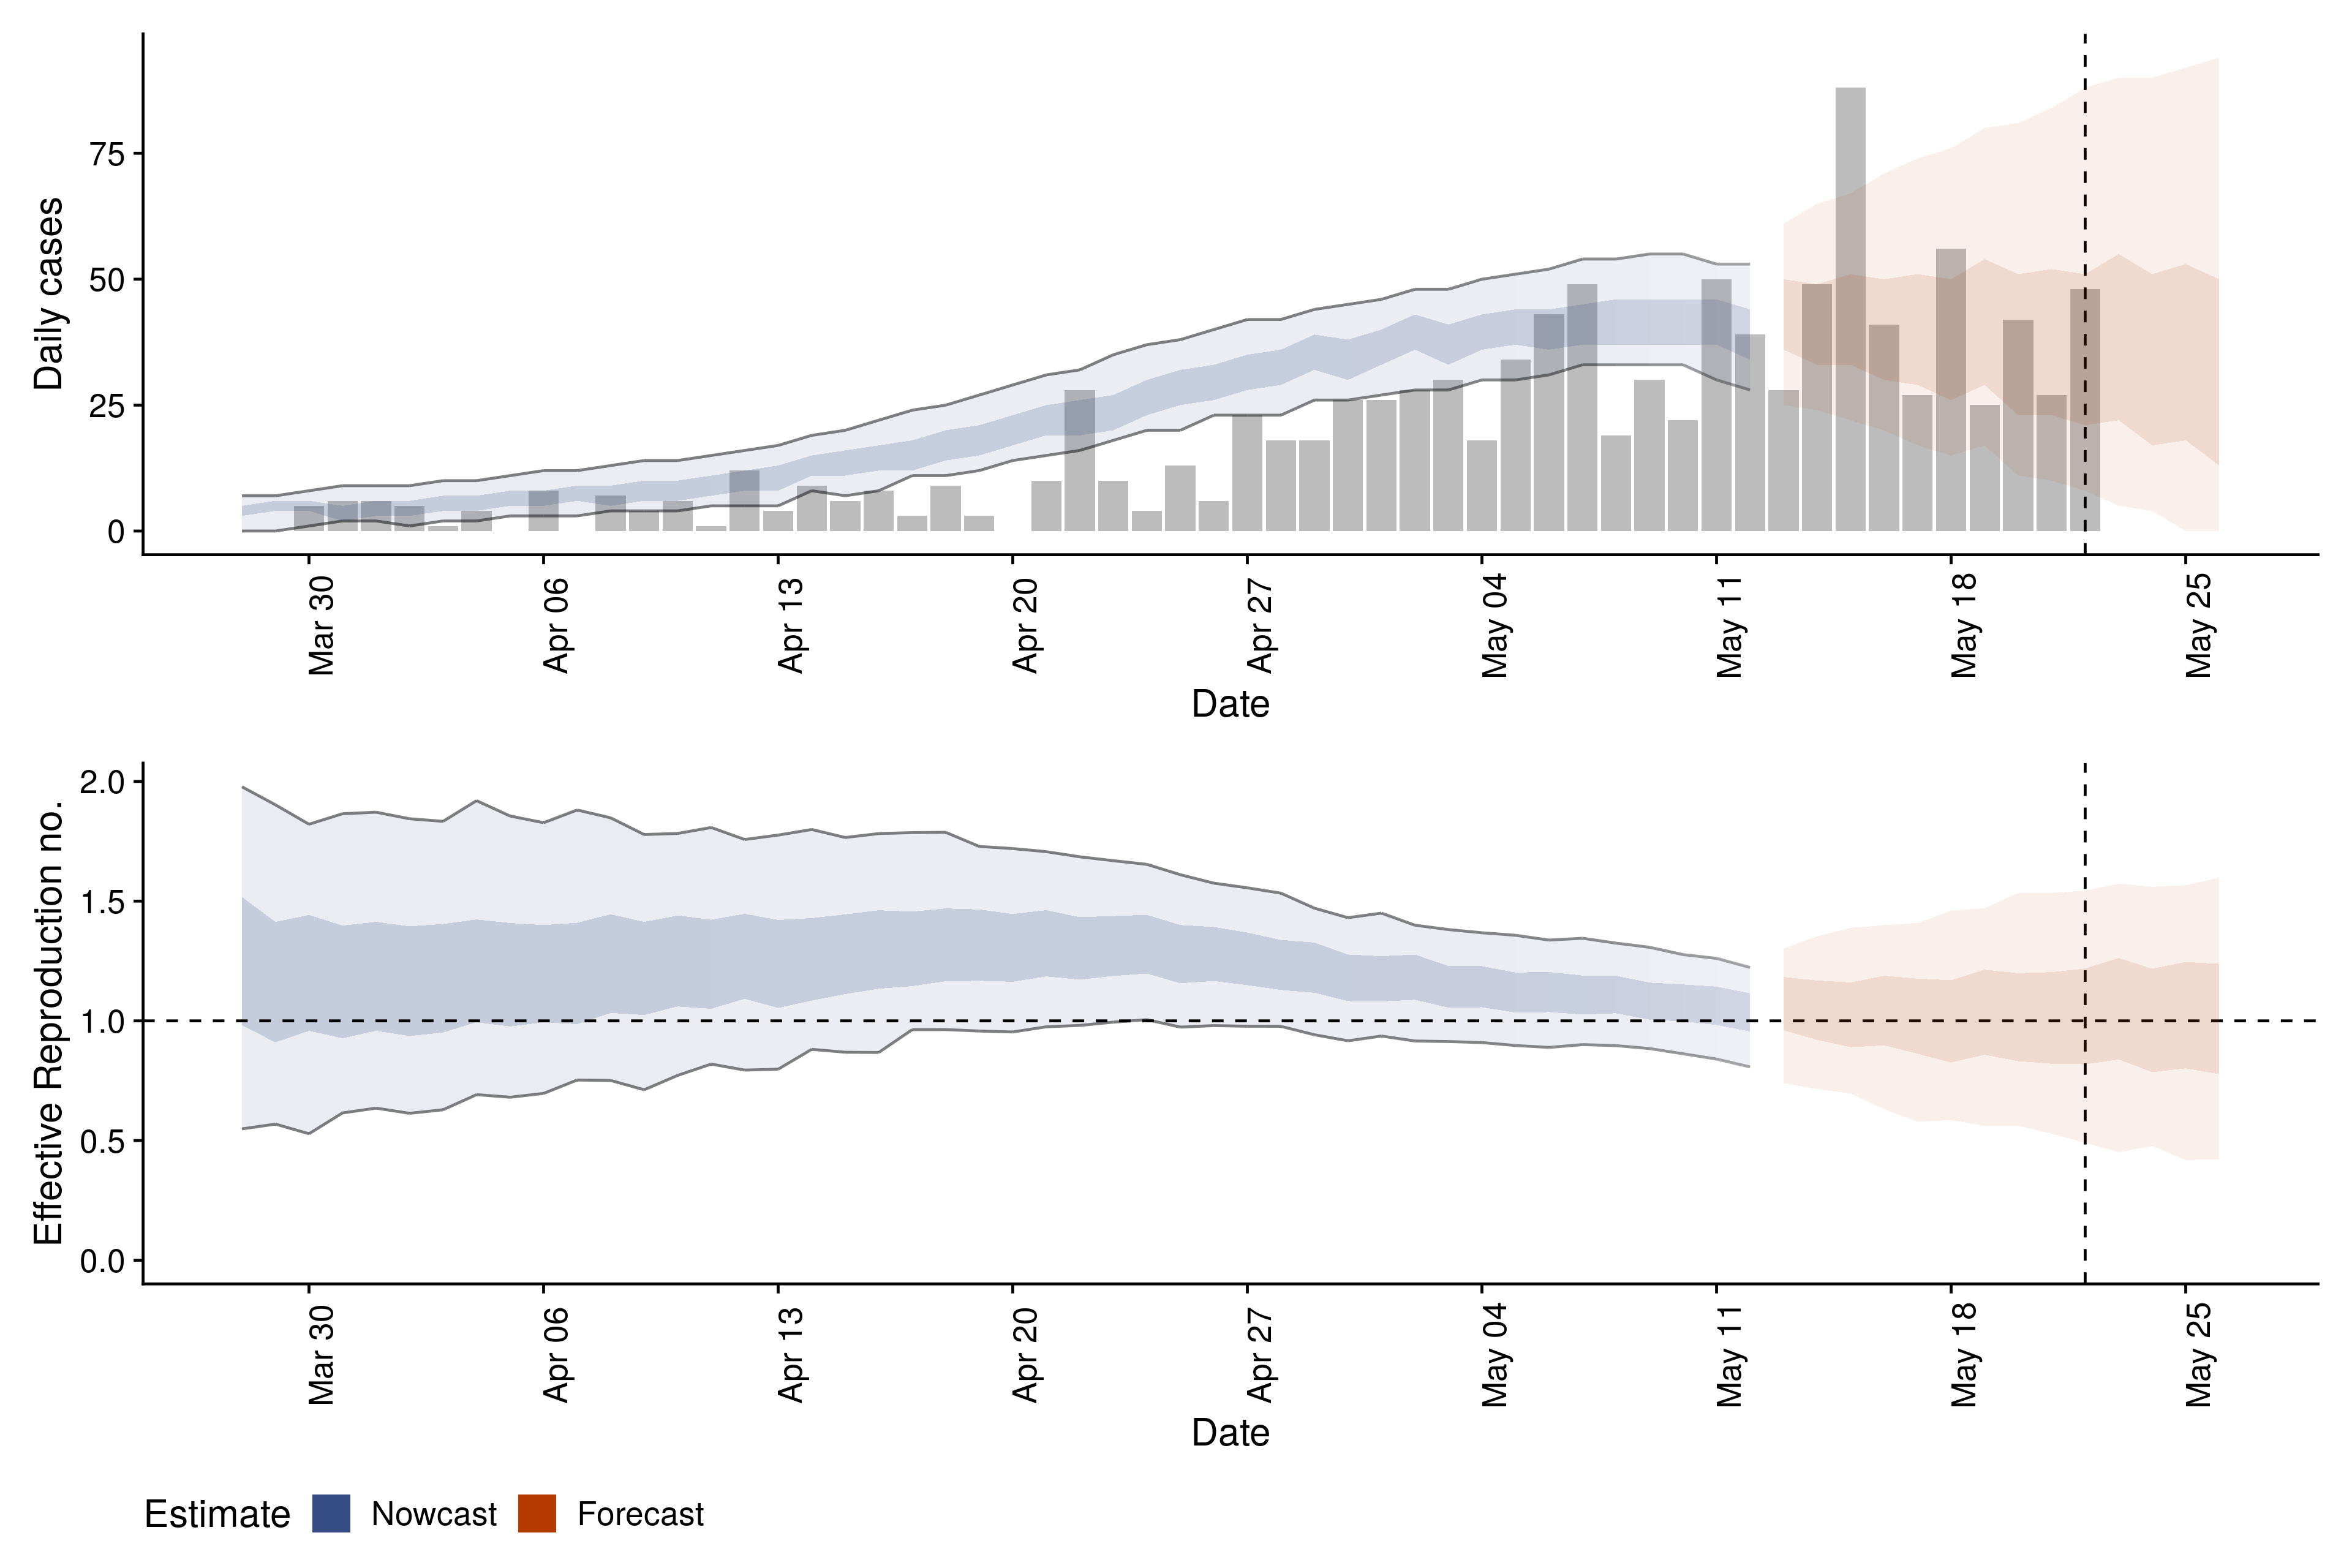 Daily cases
75
50
25
0
Mar 30
Apr 06
Apr 13
Apr 20
Apr 27
May 04
May 11
May 18
May 25
Date
Effective Reproduction no.
2.0
1.5
1.0
0.5
0.0
Mar 30
Apr 06
Apr 13
Apr 20
Apr 27
May 04
May 11
May 18
May 25
Date
Estimate Nowcast Forecast